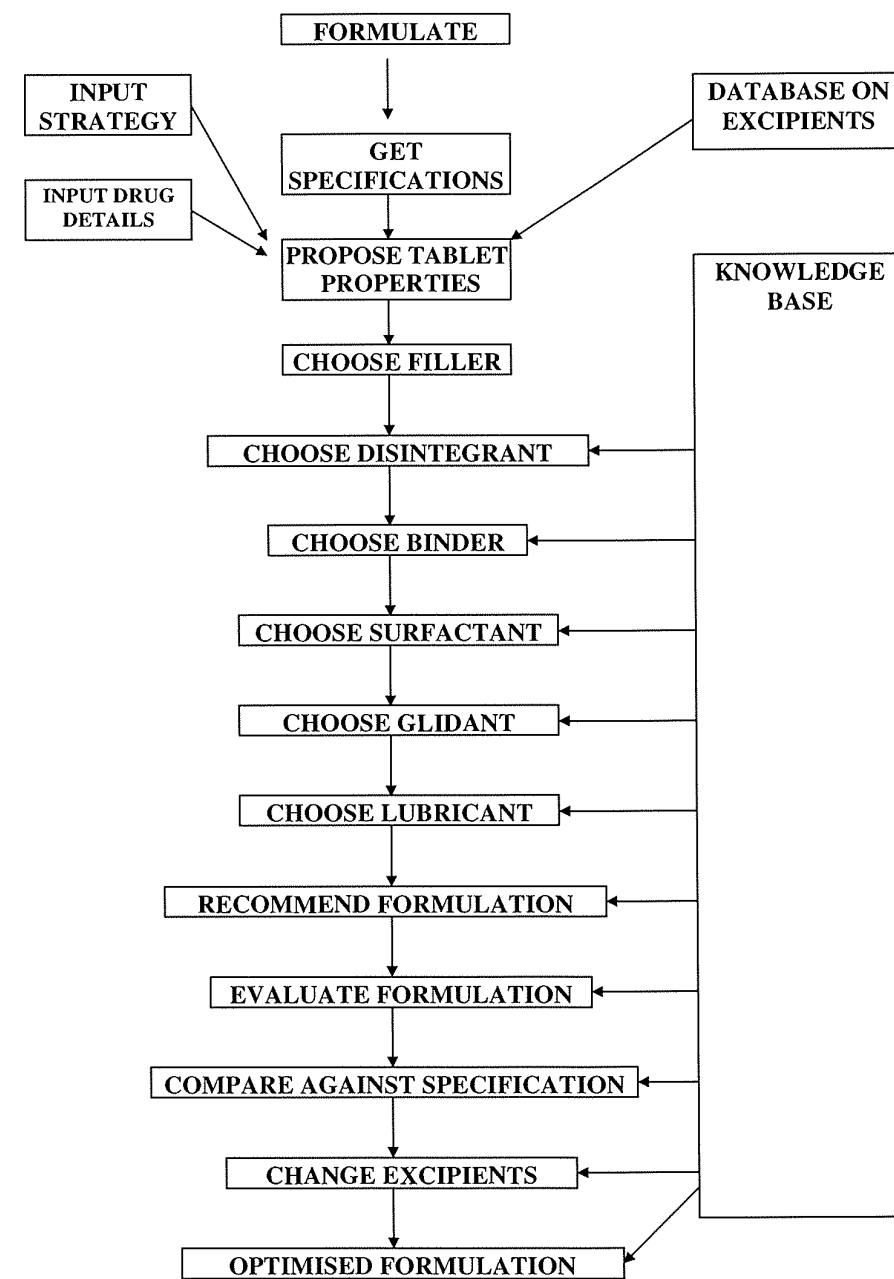 FORMULATE
INPUT
STRATEGY
DATABASE ON
EXCIPIENTS
GET
SPECIFICATIONS
INPUT DRUG
DETAILS
PROPOSE TABLET
PROPERTIES
KNOWLEDGE
BASE
CHOOSE FILLER
CHOOSE DISINTEGRANT
CHOOSE BINDER
CHOOSE SURFACTANT
CHOOSE GLIDANT
CHOOSE LUBRICANT
RECOMMEND FORMULATION
EVALUATE FORMULATION
COMPARE AGAINST SPECIFICATION
CHANGE EXCIPIENTS
OPTIMISED FORMULATION